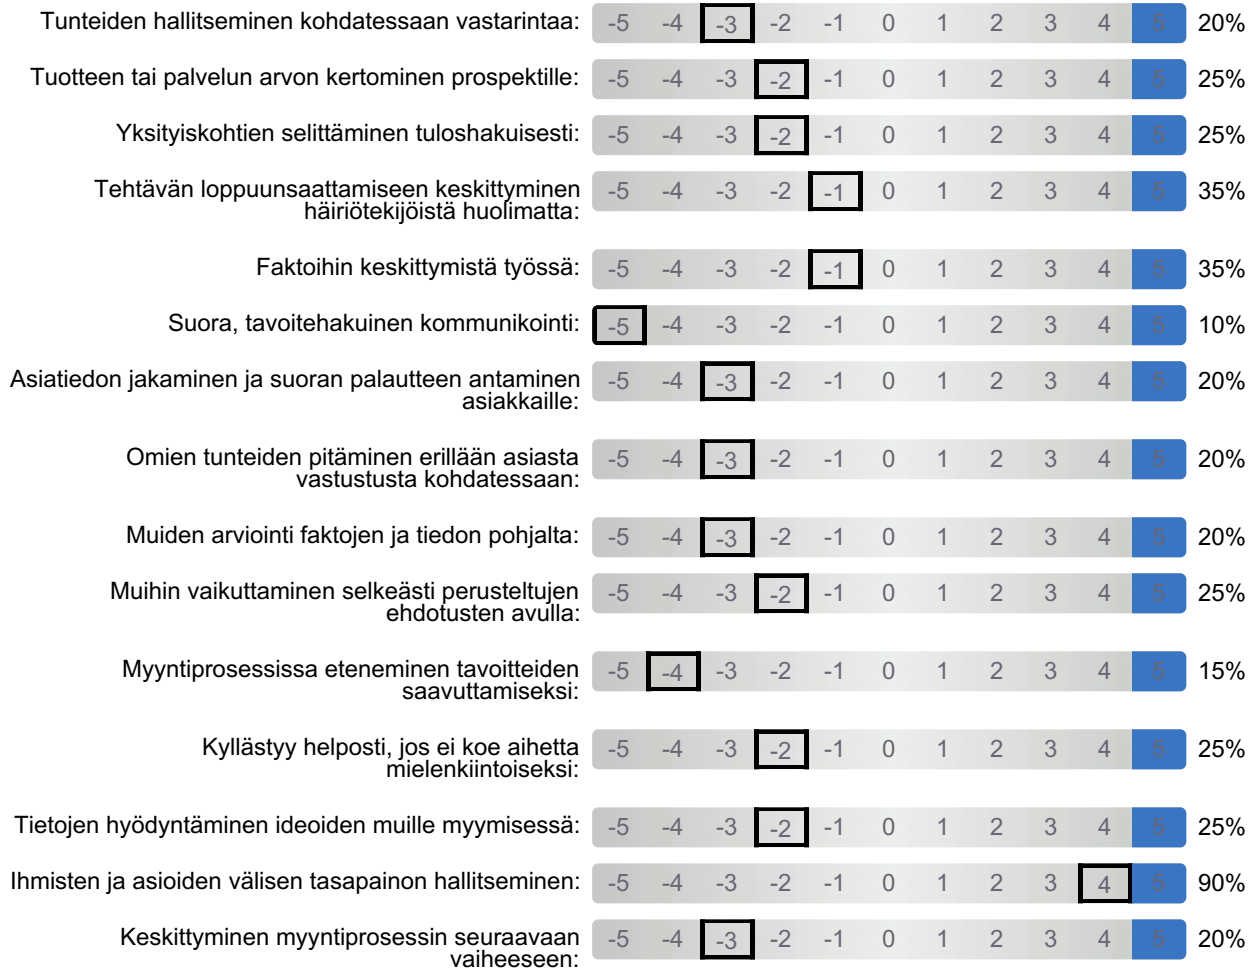 Tunteiden hallitseminen kohdatessaan vastarintaa: -5 -4 -3 -2 -1 0 1 2 3 4 5 20%
Tuotteen tai palvelun arvon kertominen prospektille: -5 -4 -3 -2 -1 0 1 2 3 4 5 25%
Yksityiskohtien selittäminen tuloshakuisesti: -5 -4 -3 -2 -1 0 1 2 3 4 5 25%
Tehtävän loppuunsaattamiseen keskittyminen
häiriötekijöistä huolimatta: -5 -4 -3 -2 -1 0 1 2 3 4 5 35%
Faktoihin keskittymistä työssä: -5 -4 -3 -2 -1 0 1 2 3 4 5 35%
Suora, tavoitehakuinen kommunikointi: -5 -4 -3 -2 -1 0 1 2 3 4 5 10%
Asiatiedon jakaminen ja suoran palautteen antaminen
asiakkaille: -5 -4 -3 -2 -1 0 1 2 3 4 5 20%
Omien tunteiden pitäminen erillään asiasta
vastustusta kohdatessaan: -5 -4 -3 -2 -1 0 1 2 3 4 5 20%
Muiden arviointi faktojen ja tiedon pohjalta: -5 -4 -3 -2 -1 0 1 2 3 4 5 20%
Muihin vaikuttaminen selkeästi perusteltujen
ehdotusten avulla: -5 -4 -3 -2 -1 0 1 2 3 4 5 25%
Myyntiprosessissa eteneminen tavoitteiden
saavuttamiseksi: -5 -4 -3 -2 -1 0 1 2 3 4 5 15%
Kyllästyy helposti, jos ei koe aihetta
mielenkiintoiseksi: -5 -4 -3 -2 -1 0 1 2 3 4 5 25%
Tietojen hyödyntäminen ideoiden muille myymisessä: -5 -4 -3 -2 -1 0 1 2 3 4 5 25%
Ihmisten ja asioiden välisen tasapainon hallitseminen: -5 -4 -3 -2 -1 0 1 2 3 4 5 90%
Keskittyminen myyntiprosessin seuraavaan
vaiheeseen: -5 -4 -3 -2 -1 0 1 2 3 4 5 20%